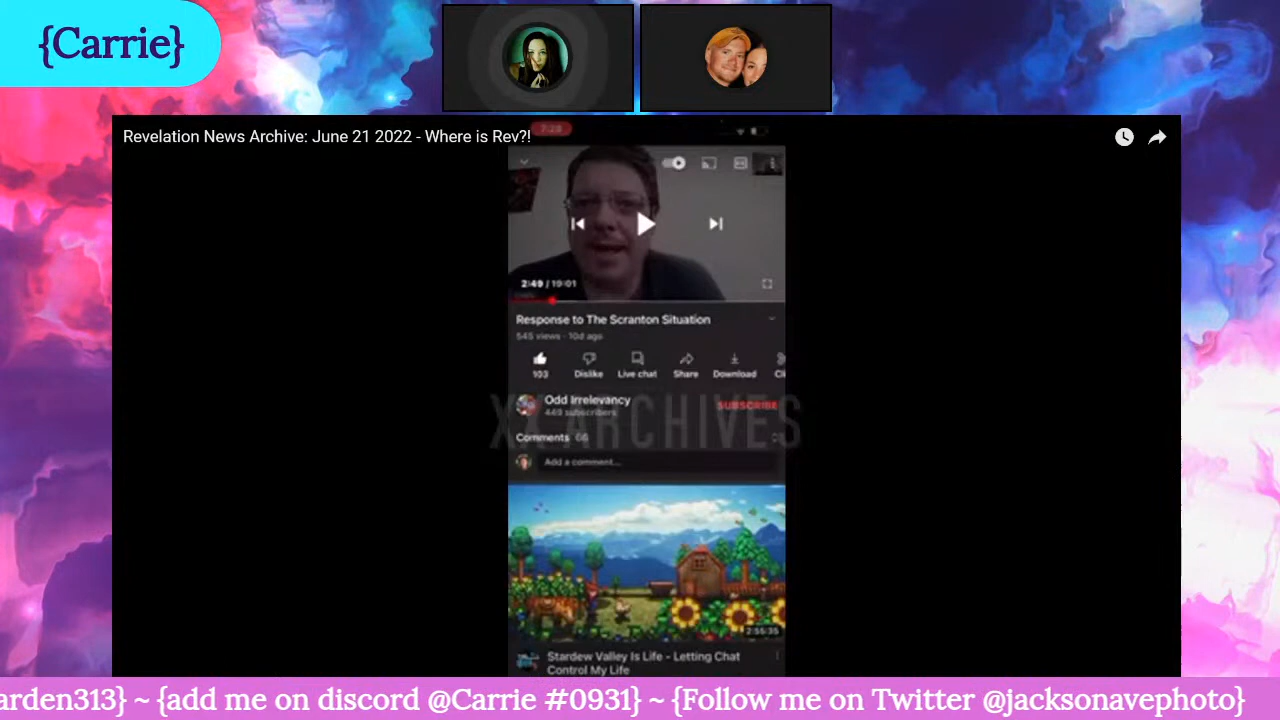 {Carrie}
Revelation News Archive: June 21 2022 - Where is Rev?!
7:28
2:49 / 19:01
Response to The Scranton Situation
545 views · 10d ago
103
Dislike
Live chat
Share
Download
Cli
Odd Irrelevancy
449 subscribers
SUBSCRIBE
XX ARCHIVES
Comments 66
Add a comment...
2:55:35
Stardew Valley Is Life - Letting Chat
Control My Life
arden313} ~ {add me on discord @Carrie #0931} ~ {Follow me on Twitter @jacksonavephoto}